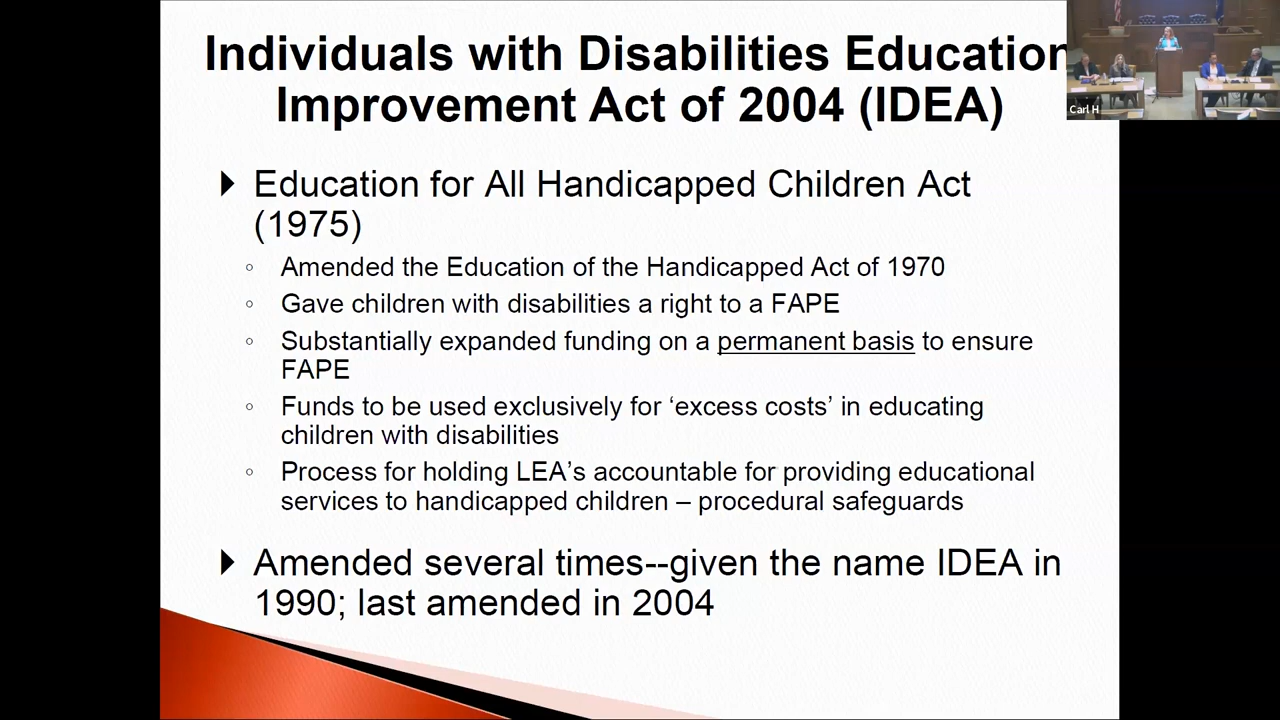 Individuals with Disabilities Education
Improvement Act of 2004 (IDEA)
Carl H
Education for All Handicapped Children Act
(1975)
Amended the Education of the Handicapped Act of 1970
Gave children with disabilities a right to a FAPE
Substantially expanded funding on a permanent basis to ensure
FAPE
Funds to be used exclusively for ‘excess costs’ in educating
children with disabilities
Process for holding LEA’s accountable for providing educational
services to handicapped children – procedural safeguards
Amended several times--given the name IDEA in
1990; last amended in 2004